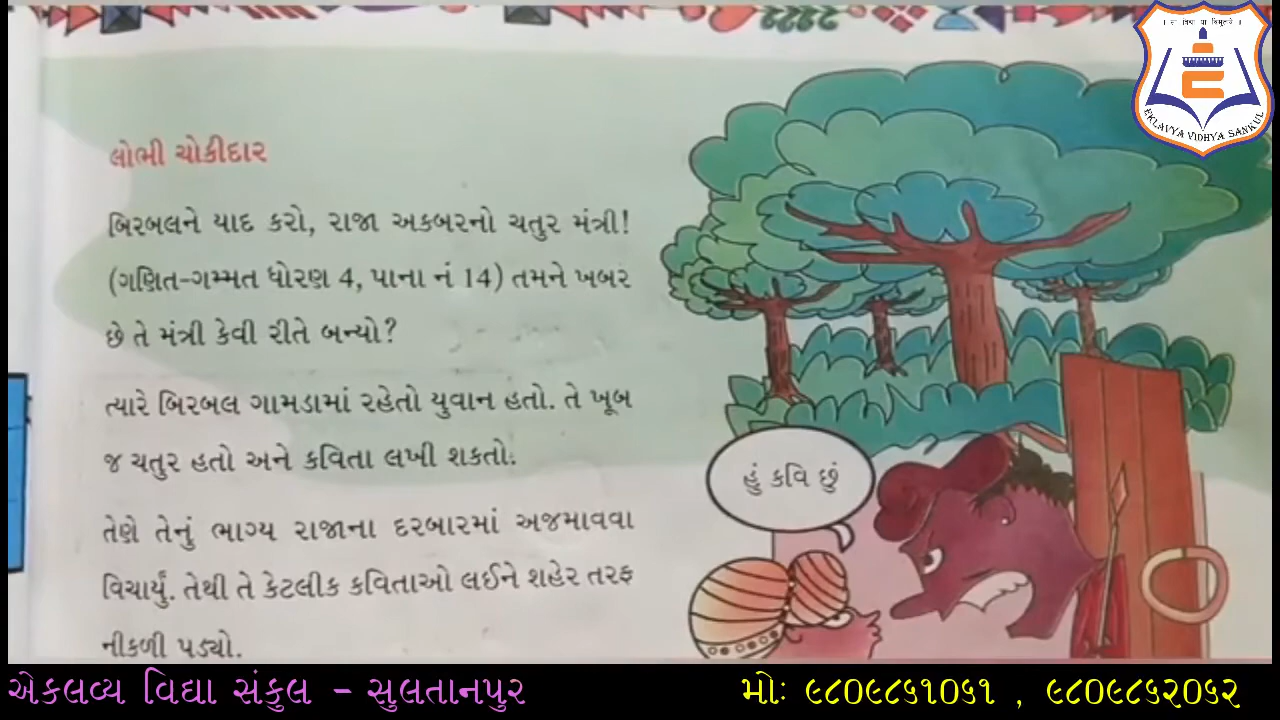 । सा विद्या या विमुक्तये ।
EKLAVYA VIDHYA SANKUL
લોભી ચોકીદાર
બિરબલને યાદ કરો, રાજા અકબરનો ચતુર મંત્રી!
(ગણિત-ગમ્મત ધોરણ 4, પાના નં 14) તમને ખબર
છે તે મંત્રી કેવી રીતે બન્યો?
ત્યારે બિરબલ ગામડામાં રહેતો યુવાન હતો. તે ખૂબ
જ ચતુર હતો અને કવિતા લખી શકતો.
હું કવિ છું
તેણે તેનું ભાગ્ય રાજાના દરબારમાં અજમાવવા
વિચાર્યું. તેથી તે કેટલીક કવિતાઓ લઈને શહેર તરફ
નીકળી પડ્યો.
એકલવ્ય વિદ્યા સંકુલ - સુલતાનપુર
મોઃ ૯૮૦૯૮૬૧૦૬૧ , ૯૮૦૯૮૬૨૦૬૨